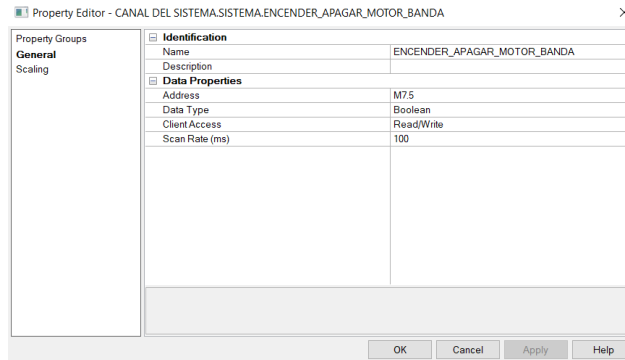 Property Editor - CANAL DEL SISTEMA.SISTEMA.ENCENDER_APAGAR_MOTOR_BANDA
Property Groups
General
Scaling
Identification
Name ENCENDER_APAGAR_MOTOR_BANDA
Description
Data Properties
Address M7.5
Data Type Boolean
Client Access Read/Write
Scan Rate (ms) 100
OK Cancel Apply Help